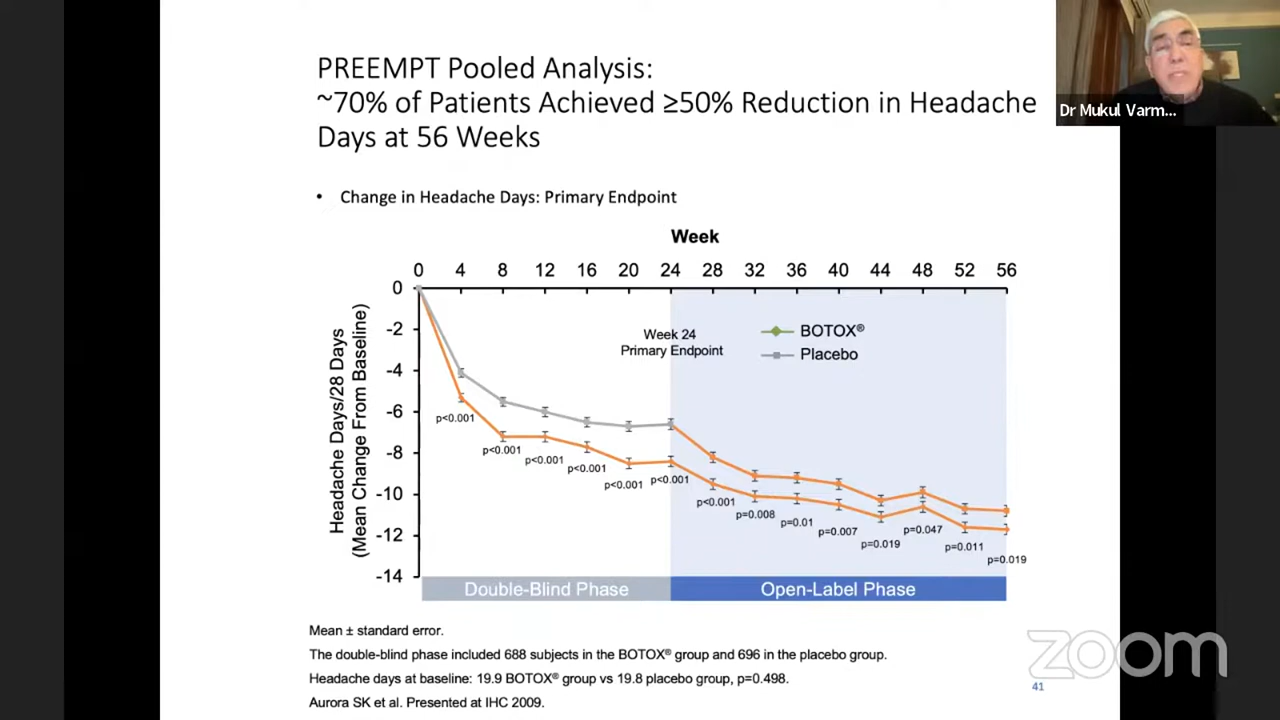 PREEMPT Pooled Analysis:
~70% of Patients Achieved ≥50% Reduction in Headache
Days at 56 Weeks
Dr Mukul Varm...
• Change in Headache Days: Primary Endpoint
Week
0 4 8 12 16 20 24 28 32 36 40 44 48 52 56
0
-2
-4
-6
-8
-10
-12
-14
Headache Days/28 Days
(Mean Change From Baseline)
Week 24
Primary Endpoint
BOTOX®
Placebo
p<0.001
p<0.001
p<0.001
p<0.001
p<0.001
p<0.001
p<0.001
p=0.008
p=0.01
p=0.007
p=0.019
p=0.047
p=0.011
p=0.019
Double-Blind Phase
Open-Label Phase
Mean ± standard error.
The double-blind phase included 688 subjects in the BOTOX® group and 696 in the placebo group.
Headache days at baseline: 19.9 BOTOX® group vs 19.8 placebo group, p=0.498.
Aurora SK et al. Presented at IHC 2009.
zoom
41